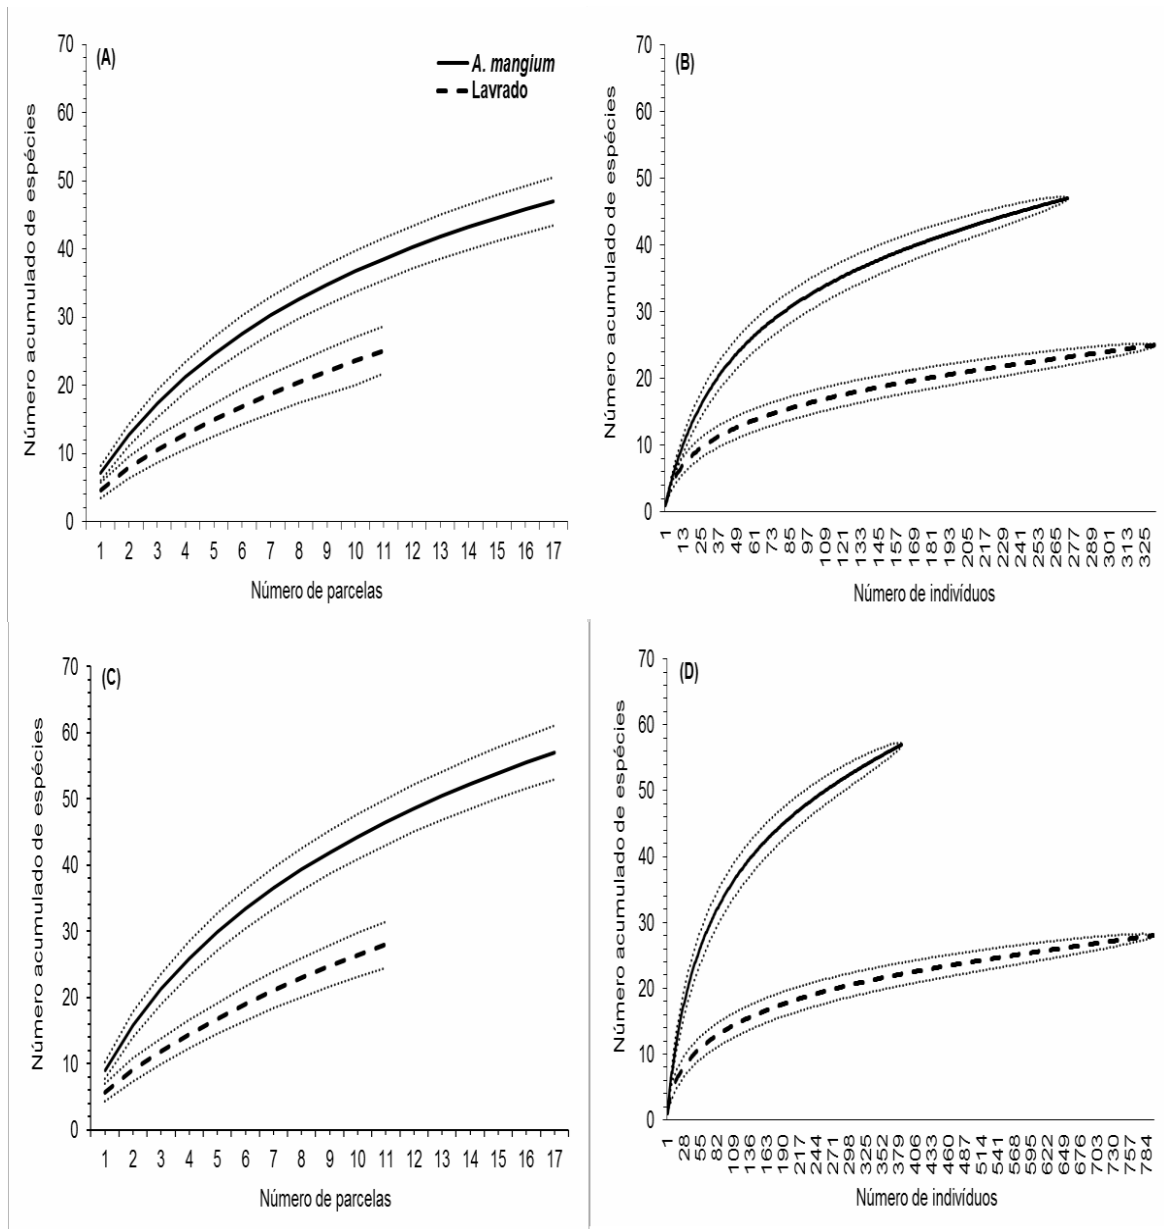 (A)
A. mangium
Lavrado
Número acumulado de espécies
70
60
50
40
30
20
10
0
1 2 3 4 5 6 7 8 9 10 11 12 13 14 15 16 17
Número de parcelas
(B)
Número acumulado de espécies
70
60
50
40
30
20
10
0
1 13 25 37 49 61 73 85 97 109 121 133 145 157 169 181 193 205 217 229 241 253 265 277 289 301 313 325
Número de indivíduos
(C)
Número acumulado de espécies
70
60
50
40
30
20
10
0
1 2 3 4 5 6 7 8 9 10 11 12 13 14 15 16 17
Número de parcelas
(D)
Número acumulado de espécies
70
60
50
40
30
20
10
0
1 28 55 82 109 136 163 190 217 244 271 298 325 352 379 406 433 460 487 514 541 568 595 622 649 676 703 730 757 784
Número de indivíduos